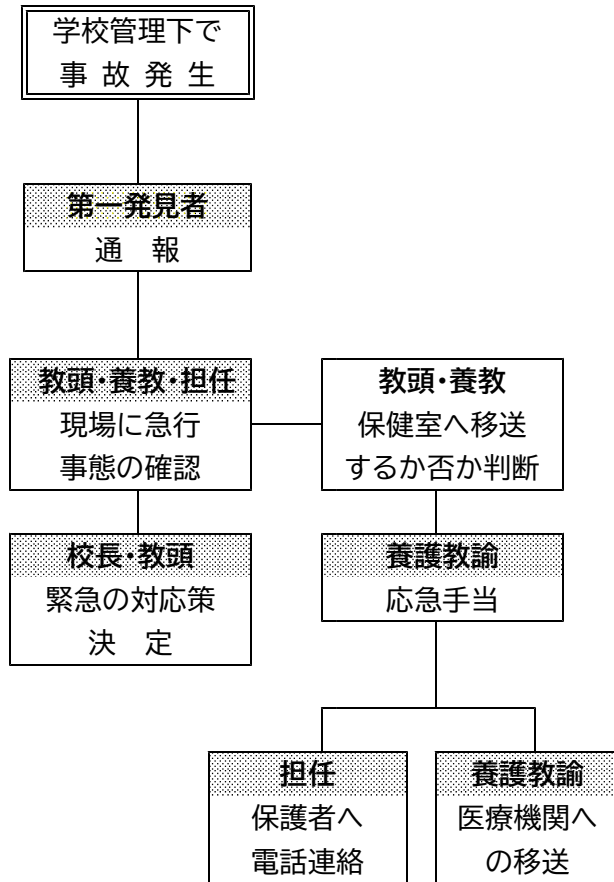 学校管理下で
事 故 発 生
第一発見者
通　報
教頭・養教・担任
現場に急行
事態の確認
教頭・養教
保健室へ移送
するか否か判断
校長・教頭
緊急の対応策
決　定
養護教諭
応急手当
担任
保護者へ
電話連絡
養護教諭
医療機関へ
の移送